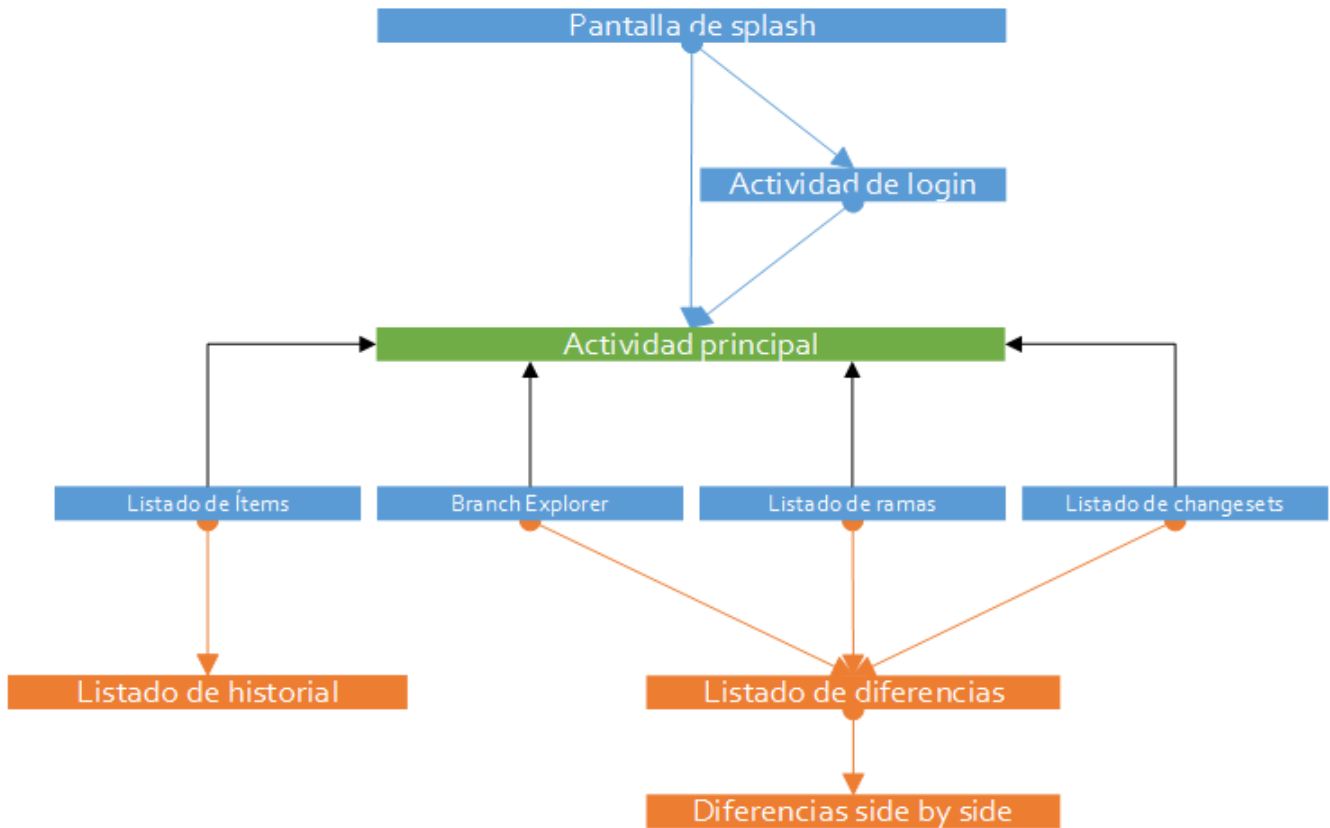 Pantalla de splash
Actividad de login
Actividad principal
Listado de Ítems
Branch Explorer
Listado de ramas
Listado de changesets
Listado de historial
Listado de diferencias
Diferencias side by side